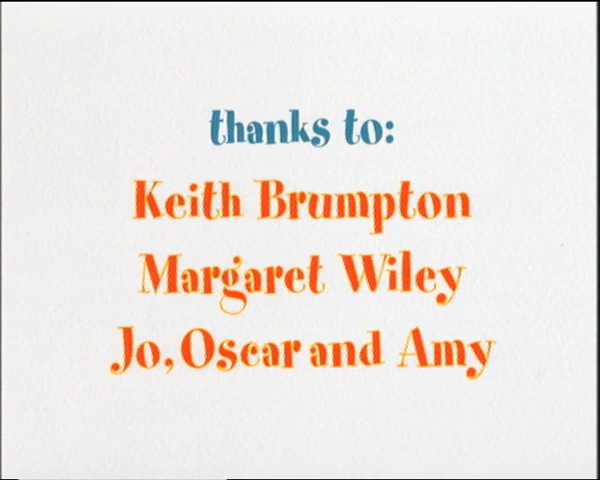 thanks to:
Keith Brumpton
Margaret Wiley
Jo, Oscar and Amy